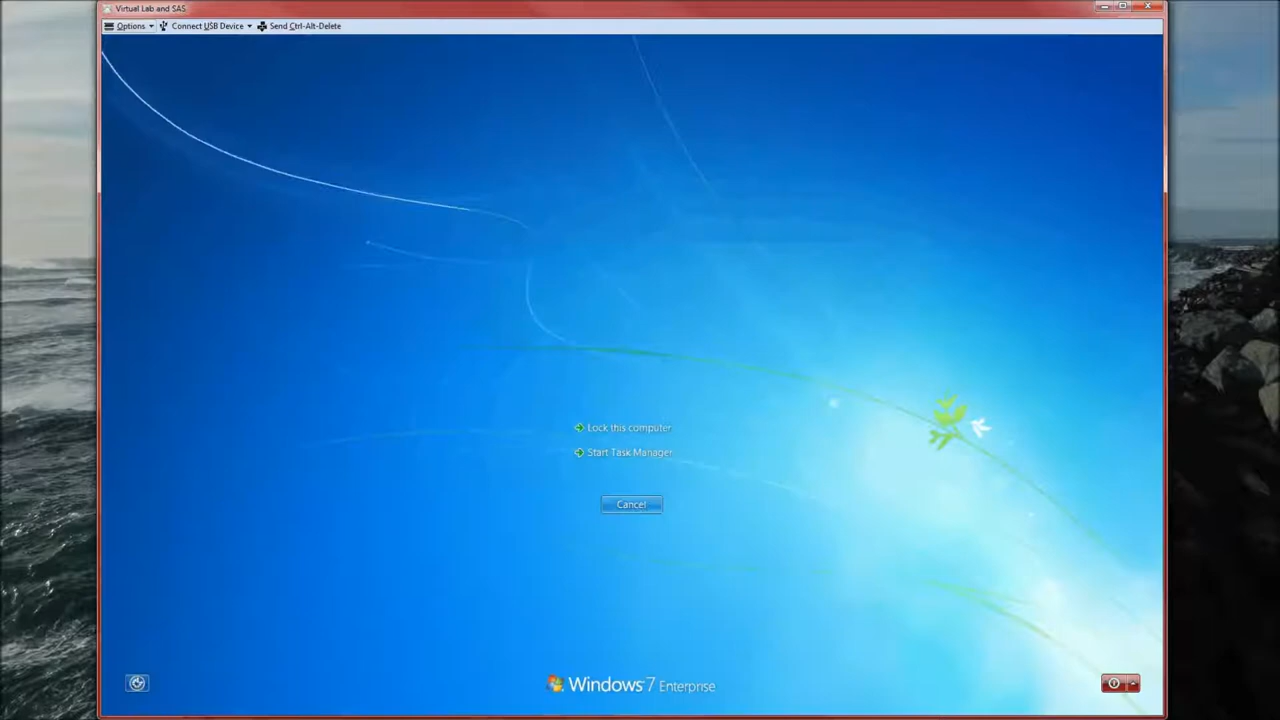 Virtual Lab and SAS
Options Connect USB Device Send Ctrl-Alt-Delete
Lock this computer
Start Task Manager
Cancel
Windows 7 Enterprise